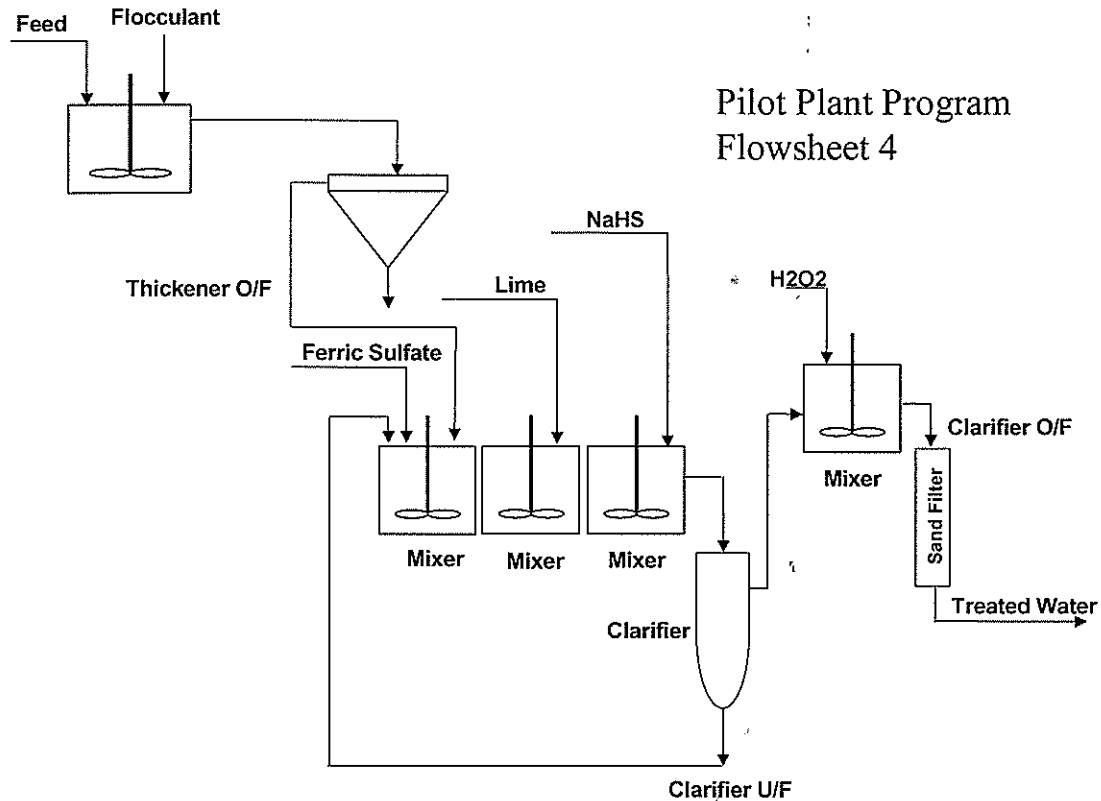 Feed
Flocculant
Pilot Plant Program
Flowsheet 4
NaHS
Thickener O/F
Lime
H2O2
Ferric Sulfate
Clarifier O/F
Mixer
Sand Filter
Mixer
Mixer
Mixer
Treated Water
Clarifier
Clarifier U/F